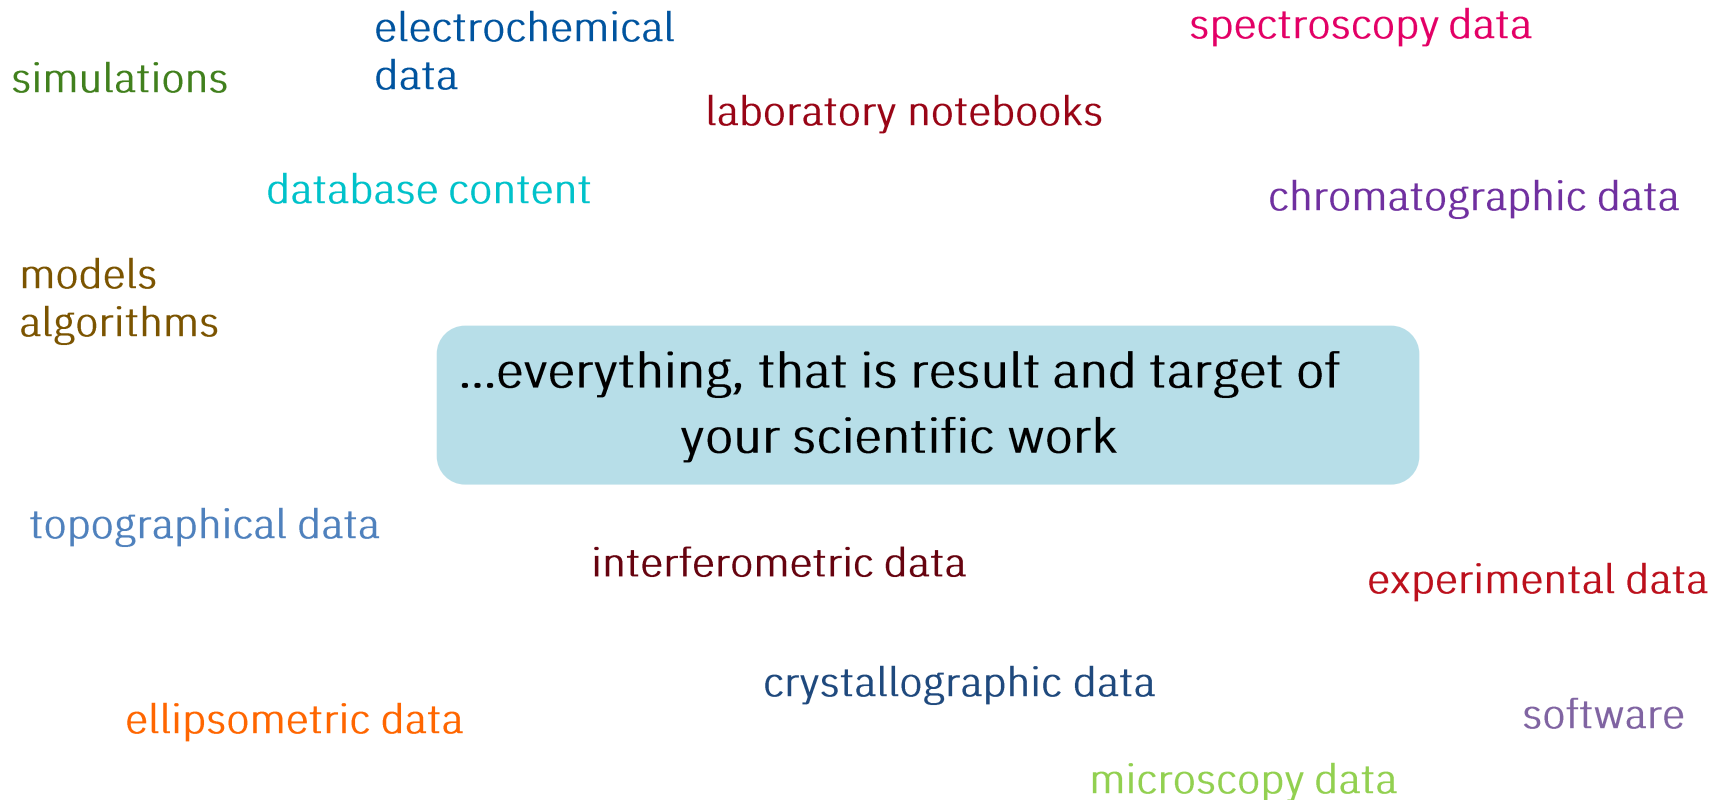 electrochemical
data
spectroscopy data
simulations
laboratory notebooks
database content
chromatographic data
models
algorithms
...everything, that is result and target of
your scientific work
topographical data
interferometric data
experimental data
crystallographic data
ellipsometric data
software
microscopy data